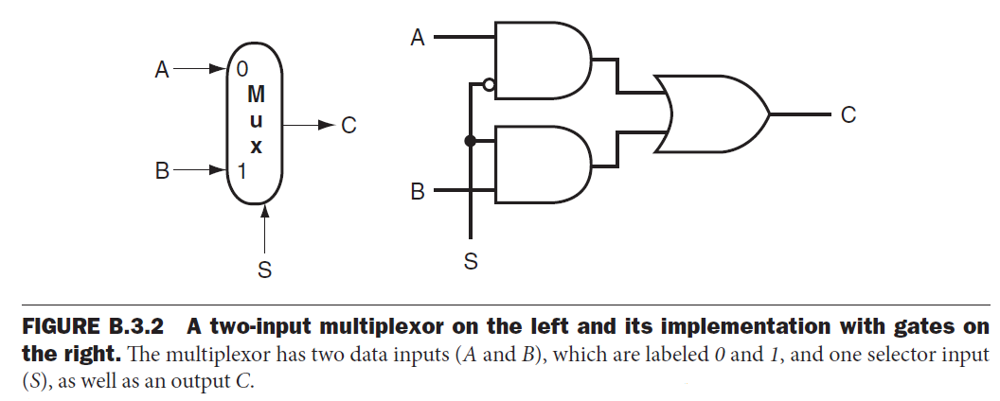 A
0
M
u
x
C
B
1
S
A
B
S
C
FIGURE B.3.2 A two-input multiplexor on the left and its implementation with gates on
the right. The multiplexor has two data inputs (A and B), which are labeled 0 and 1, and one selector input
(S), as well as an output C.